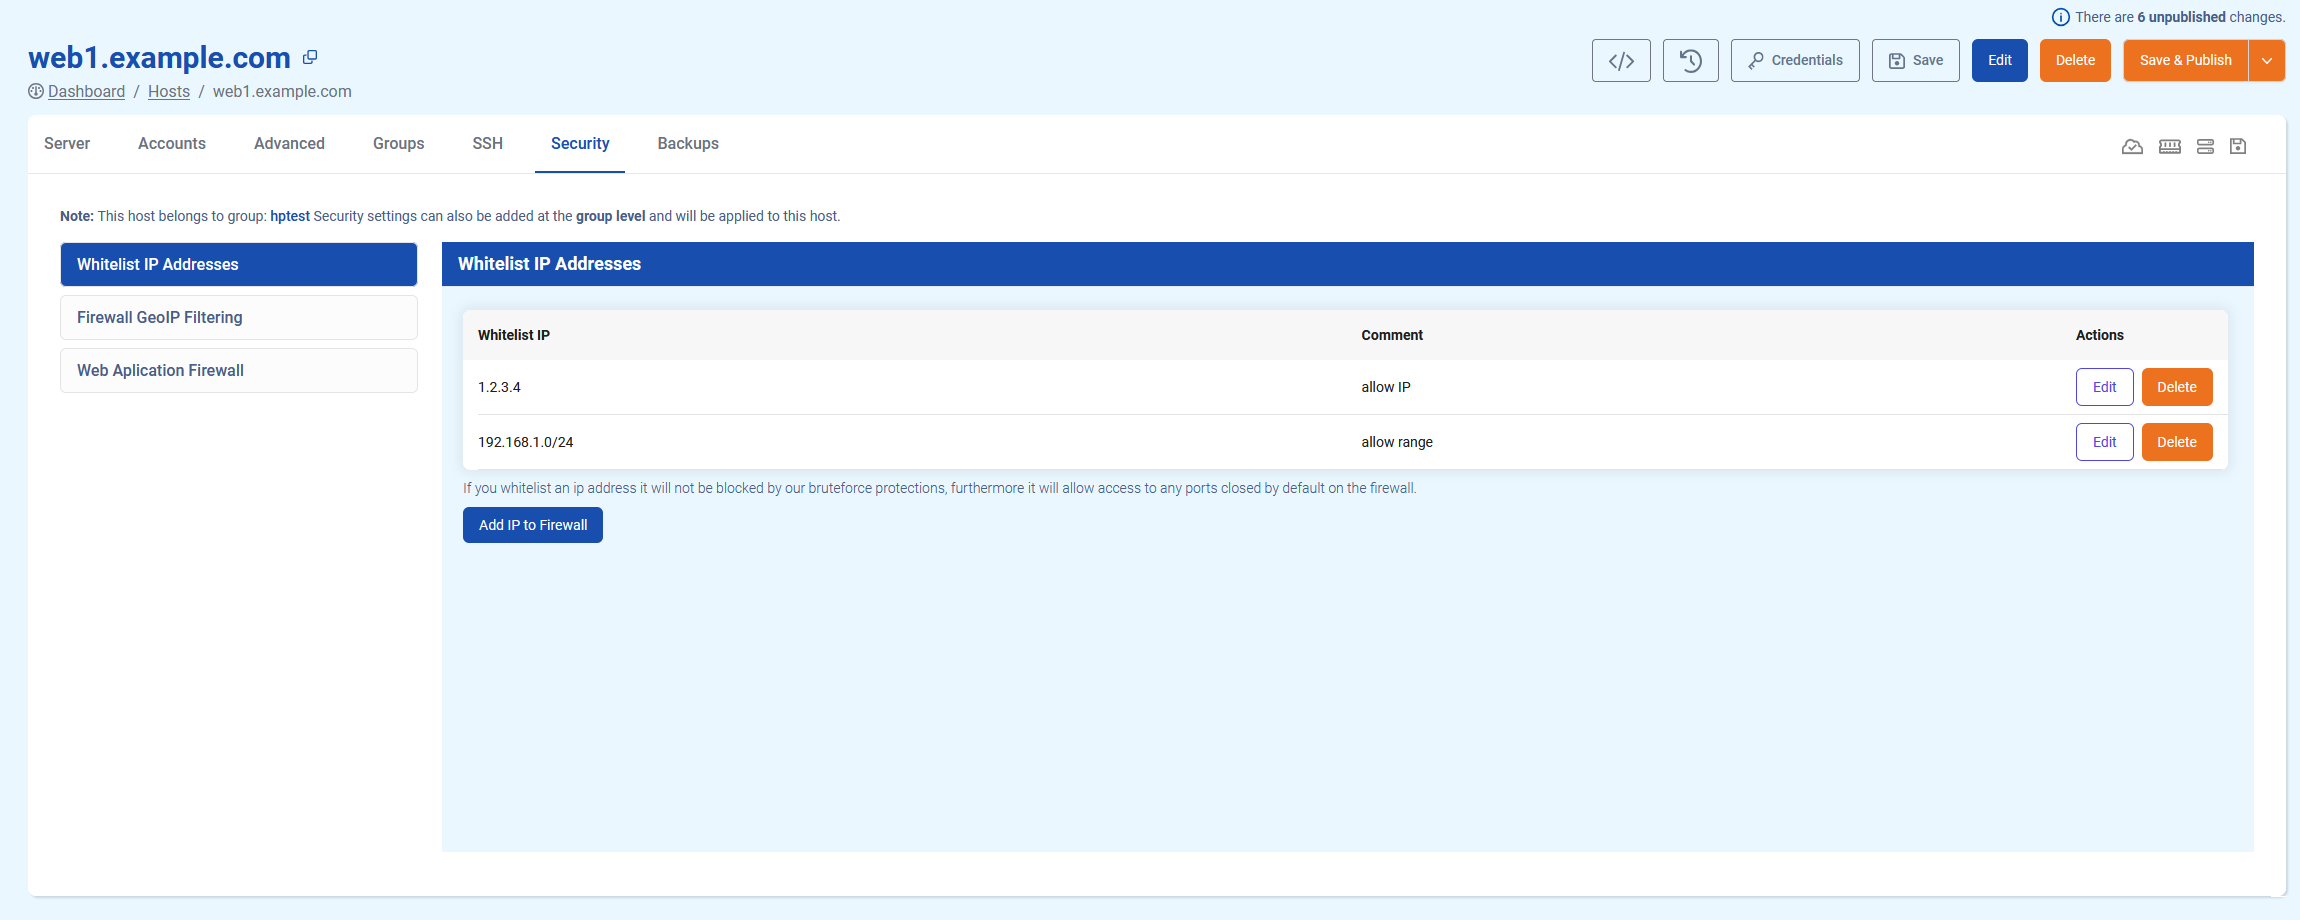 There are 6 unpublished changes.
web1.example.com
Credentials Save Edit Delete Save & Publish
Dashboard / Hosts / web1.example.com
Server Accounts Advanced Groups SSH Security Backups
Note: This host belongs to group: hptest Security settings can also be added at the group level and will be applied to this host.
Whitelist IP Addresses
Firewall GeoIP Filtering
Web Aplication Firewall
Whitelist IP Addresses
Whitelist IP Comment Actions
1.2.3.4 allow IP Edit Delete
192.168.1.0/24 allow range Edit Delete
If you whitelist an ip address it will not be blocked by our bruteforce protections, furthermore it will allow access to any ports closed by default on the firewall.
Add IP to Firewall